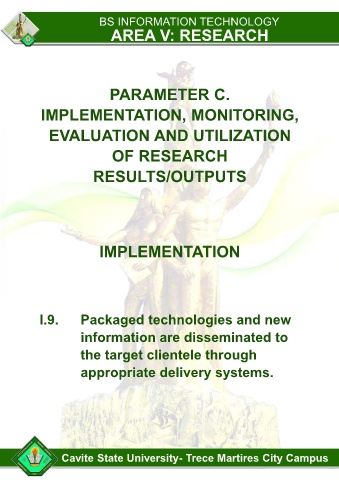 BS INFORMATION TECHNOLOGY
AREA V: RESEARCH
PARAMETER C.
IMPLEMENTATION, MONITORING,
EVALUATION AND UTILIZATION
OF RESEARCH
RESULTS/OUTPUTS
IMPLEMENTATION
I.9. Packaged technologies and new
information are disseminated to
the target clientele through
appropriate delivery systems.
Cavite State University- Trece Martires City Campus